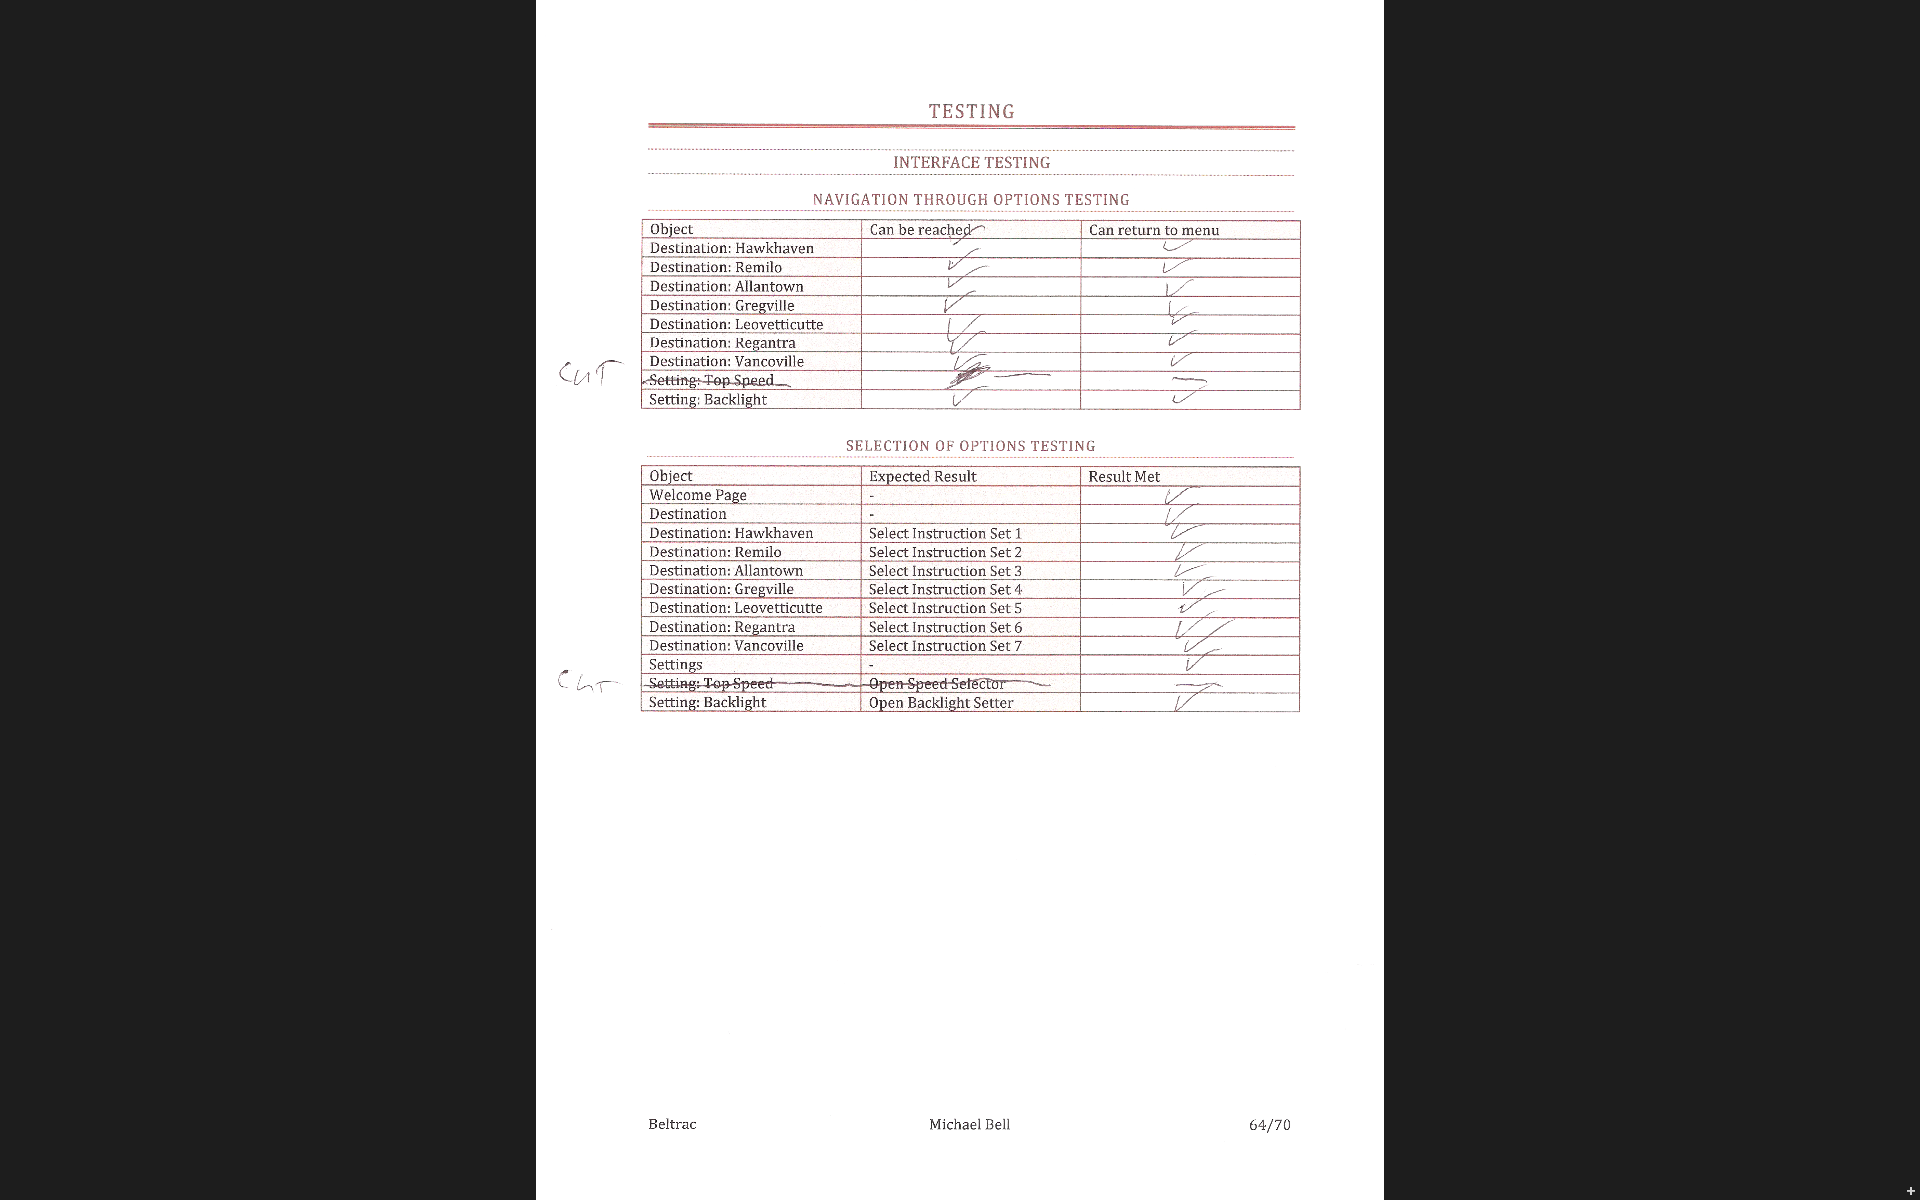 TESTING
INTERFACE TESTING
NAVIGATION THROUGH OPTIONS TESTING
Object Can be reached Can return to menu
Destination: Hawkhaven ✓ ✓
Destination: Remilo ✓ ✓
Destination: Allantown ✓ ✓
Destination: Gregville ✓ ✓
Destination: Leovetticutte ✓ ✓
Destination: Regantra ✓ ✓
Destination: Vancoville ✓ ✓
CUT Setting: Top Speed — —
Setting: Backlight ✓ ✓
SELECTION OF OPTIONS TESTING
Object Expected Result Result Met
Welcome Page - ✓
Destination - ✓
Destination: Hawkhaven Select Instruction Set 1 ✓
Destination: Remilo Select Instruction Set 2 ✓
Destination: Allantown Select Instruction Set 3 ✓
Destination: Gregville Select Instruction Set 4 ✓
Destination: Leovetticutte Select Instruction Set 5 ✓
Destination: Regantra Select Instruction Set 6 ✓
Destination: Vancoville Select Instruction Set 7 ✓
Settings - ✓
CUT Setting: Top Speed Open Speed Selector —
Setting: Backlight Open Backlight Setter ✓
Beltrac Michael Bell 64/70